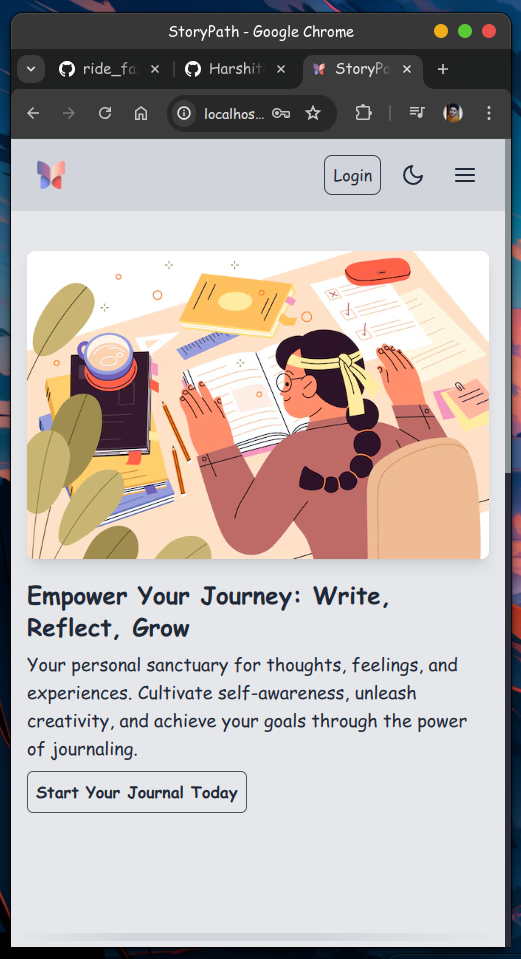 StoryPath - Google Chrome
ride_fa
Harshit
StoryPa
localhos...
Login
Empower Your Journey: Write,
Reflect, Grow
Your personal sanctuary for thoughts, feelings, and
experiences. Cultivate self-awareness, unleash
creativity, and achieve your goals through the power
of journaling.
Start Your Journal Today